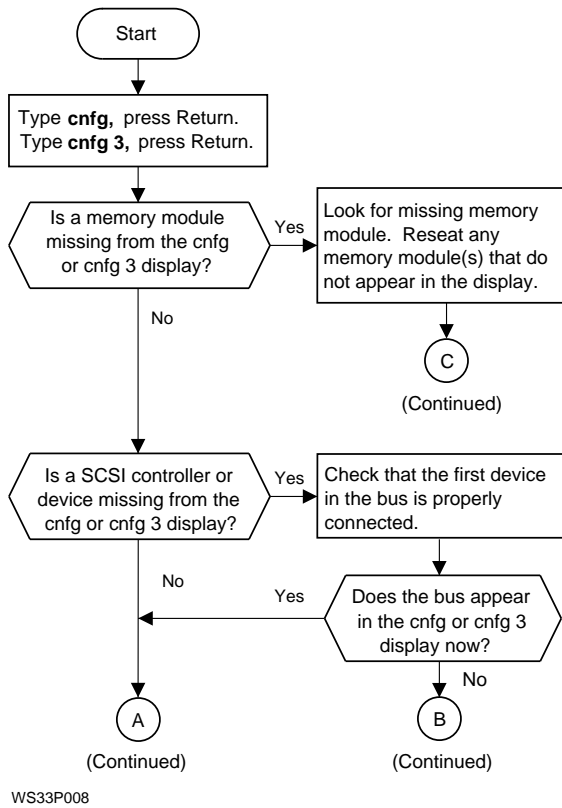 Start
Type cnfg, press Return.
Type cnfg 3, press Return.
Is a memory module
missing from the cnfg
or cnfg 3 display?
Yes
Look for missing memory
module. Reseat any
memory module(s) that do
not appear in the display.
No
C
(Continued)
Is a SCSI controller or
device missing from the
cnfg or cnfg 3 display?
Yes
Check that the first device
in the bus is properly
connected.
No
Yes
Does the bus appear
in the cnfg or cnfg 3
display now?
No
A
(Continued)
B
(Continued)
WS33P008